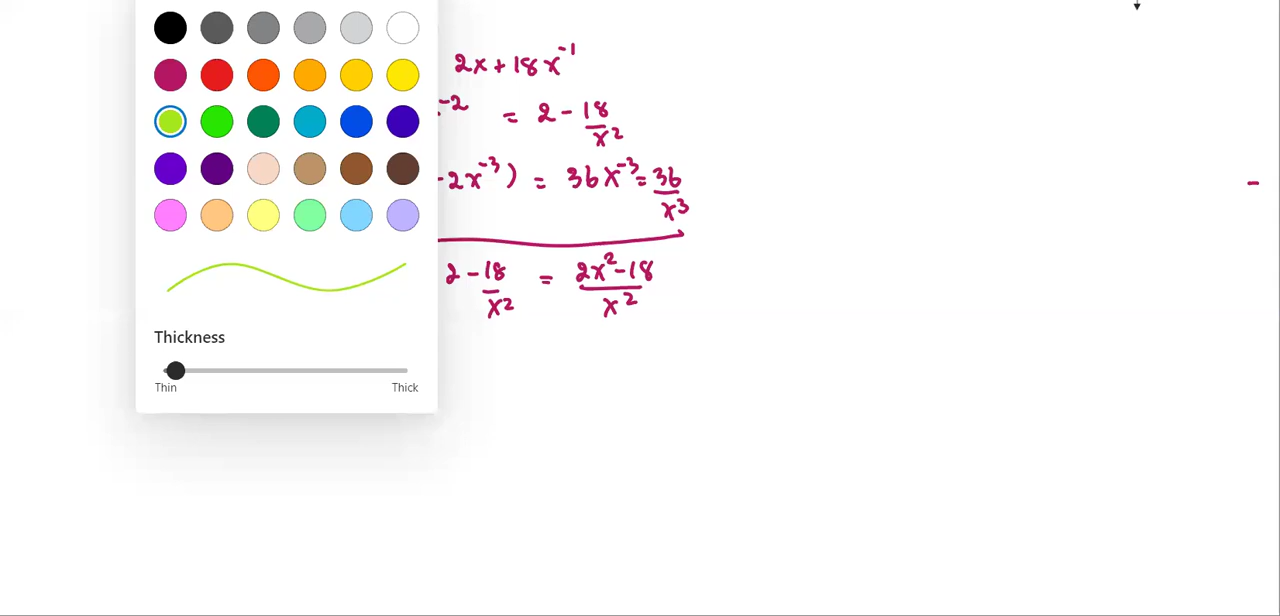 2x + 18x⁻¹
⁻² = 2 - 18/x²
-2x⁻³) = 36x⁻³ = 36/x³
2 - 18/x² = 2x² - 18/x²
Thickness
Thin Thick